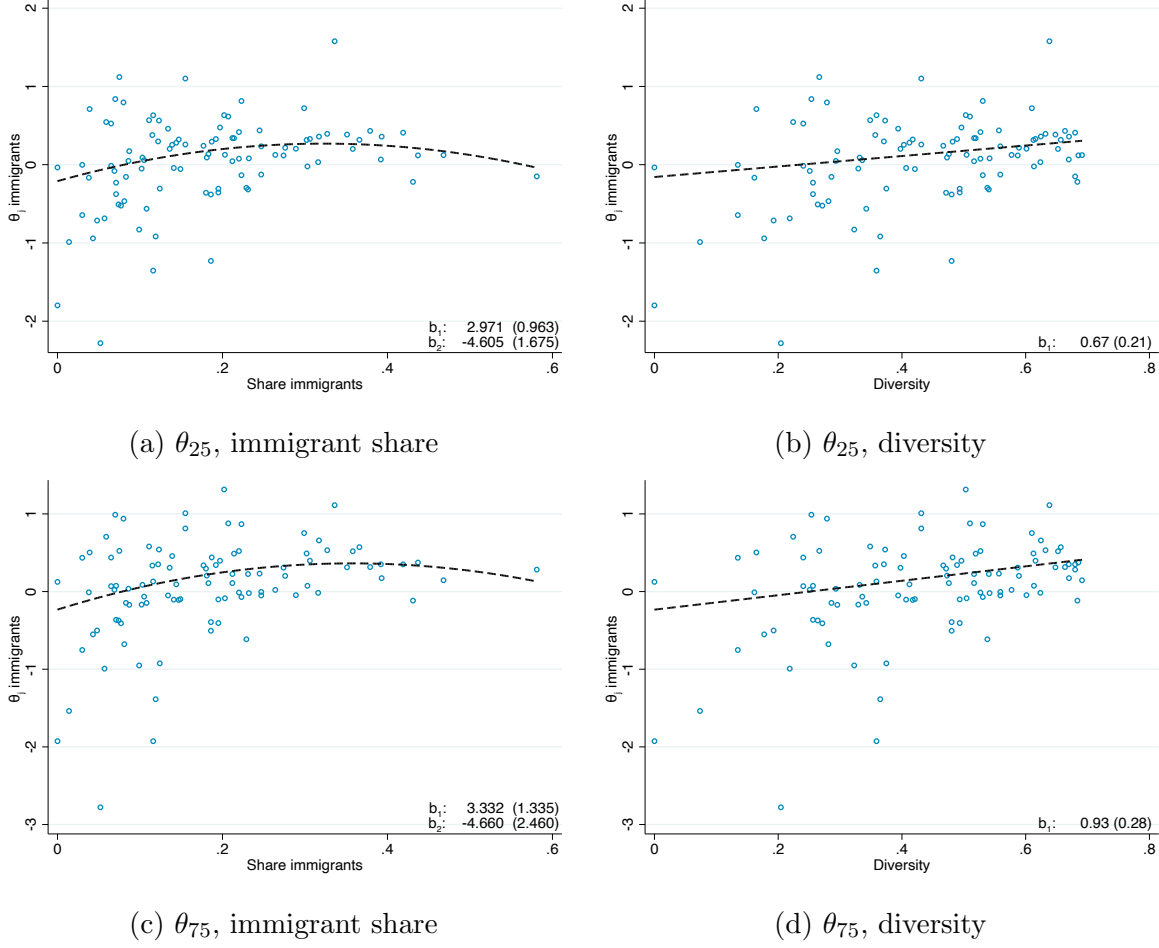 2
1
0
-1
-2
θj immigrants
b1: 2.971 (0.963)
b2: -4.605 (1.675)
0 .2 .4 .6
Share immigrants
(a) θ25, immigrant share
2
1
0
-1
-2
θj immigrants
b1: 0.67 (0.21)
0 .2 .4 .6 .8
Diversity
(b) θ25, diversity
1
0
-1
-2
-3
θj immigrants
b1: 3.332 (1.335)
b2: -4.660 (2.460)
0 .2 .4 .6
Share immigrants
(c) θ75, immigrant share
1
0
-1
-2
-3
θj immigrants
b1: 0.93 (0.28)
0 .2 .4 .6 .8
Diversity
(d) θ75, diversity